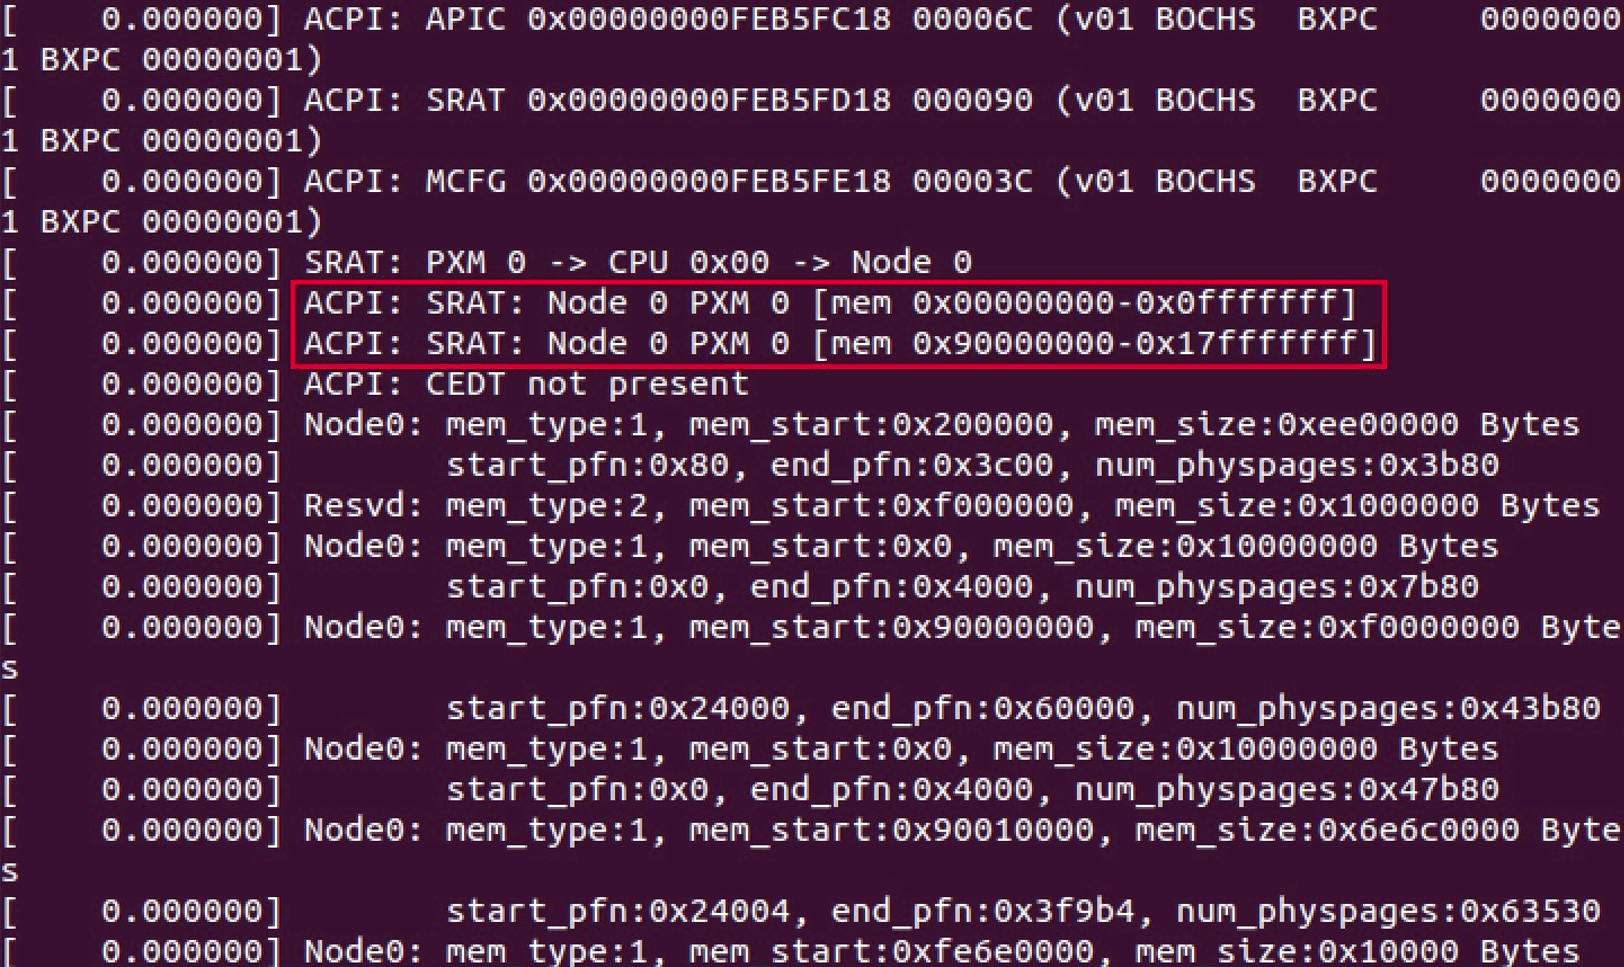 [    0.000000] ACPI: APIC 0x00000000FEB5FC18 00006C (v01 BOCHS  BXPC     0000000
1 BXPC 00000001)
[    0.000000] ACPI: SRAT 0x00000000FEB5FD18 000090 (v01 BOCHS  BXPC     0000000
1 BXPC 00000001)
[    0.000000] ACPI: MCFG 0x00000000FEB5FE18 00003C (v01 BOCHS  BXPC     0000000
1 BXPC 00000001)
[    0.000000] SRAT: PXM 0 -> CPU 0x00 -> Node 0
[    0.000000] ACPI: SRAT: Node 0 PXM 0 [mem 0x00000000-0x0fffffff]
[    0.000000] ACPI: SRAT: Node 0 PXM 0 [mem 0x90000000-0x17fffffff]
[    0.000000] ACPI: CEDT not present
[    0.000000] Node0: mem_type:1, mem_start:0x200000, mem_size:0xee00000 Bytes
[    0.000000]        start_pfn:0x80, end_pfn:0x3c00, num_physpages:0x3b80
[    0.000000] Resvd: mem_type:2, mem_start:0xf000000, mem_size:0x1000000 Bytes
[    0.000000] Node0: mem_type:1, mem_start:0x0, mem_size:0x10000000 Bytes
[    0.000000]        start_pfn:0x0, end_pfn:0x4000, num_physpages:0x7b80
[    0.000000] Node0: mem_type:1, mem_start:0x90000000, mem_size:0xf0000000 Byte
s
[    0.000000]        start_pfn:0x24000, end_pfn:0x60000, num_physpages:0x43b80
[    0.000000] Node0: mem_type:1, mem_start:0x0, mem_size:0x10000000 Bytes
[    0.000000]        start_pfn:0x0, end_pfn:0x4000, num_physpages:0x47b80
[    0.000000] Node0: mem_type:1, mem_start:0x90010000, mem_size:0x6e6c0000 Byte
s
[    0.000000]        start_pfn:0x24004, end_pfn:0x3f9b4, num_physpages:0x63530
[    0.000000] Node0: mem_type:1, mem_start:0xfe6e0000, mem_size:0x10000 Bytes